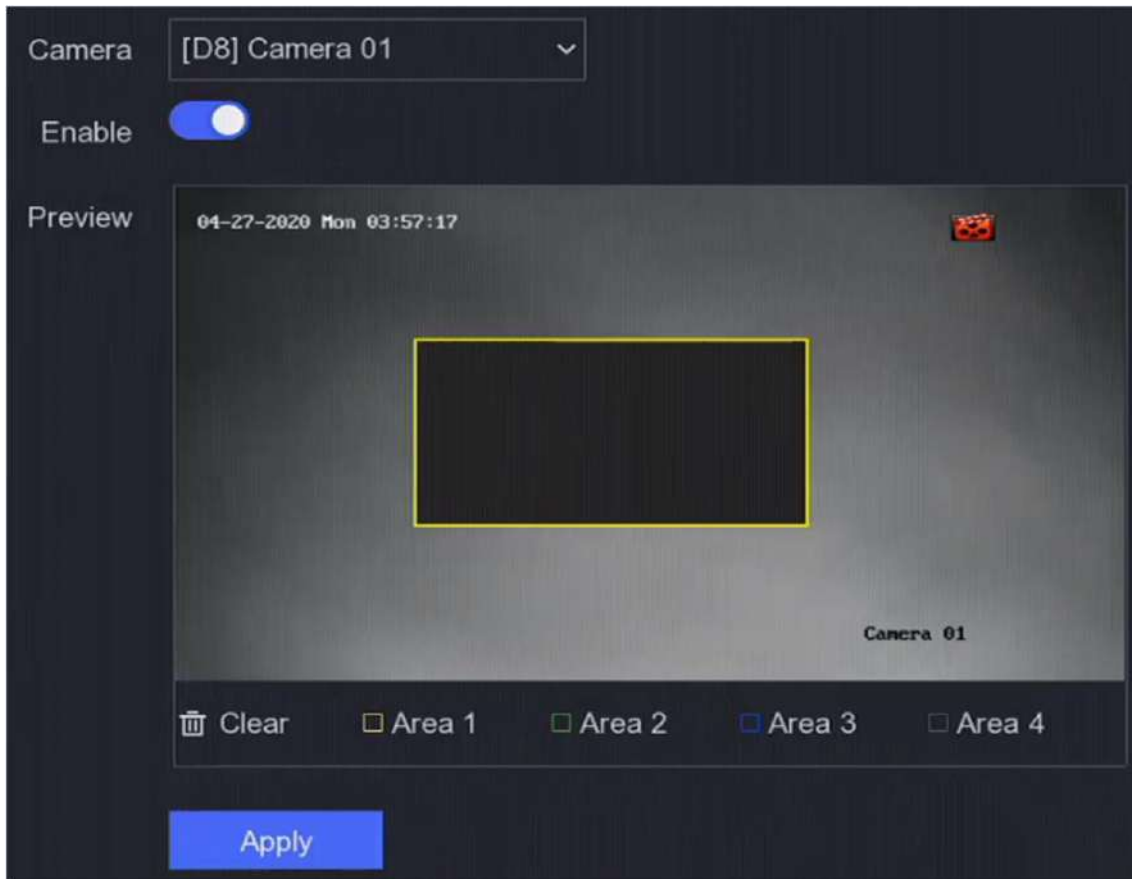 Camera [D8] Camera 01
Enable
Preview
04-27-2020 Mon 03:57:17
Camera 01
Clear Area 1 Area 2 Area 3 Area 4
Apply